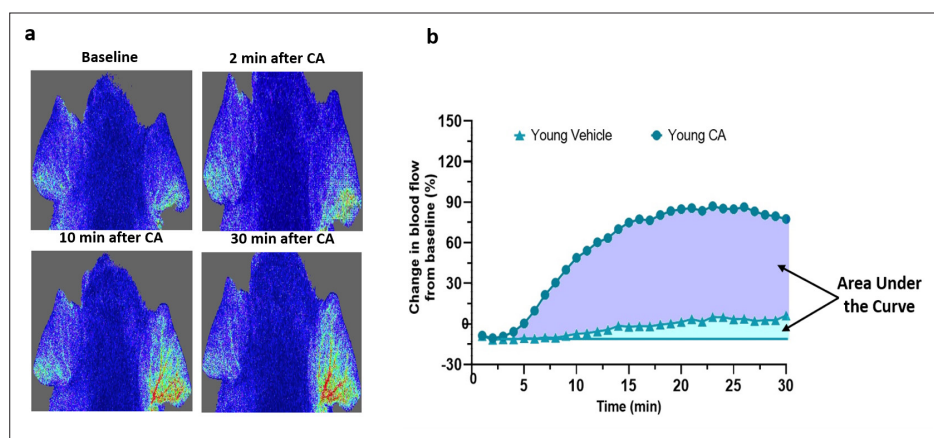 a
Baseline
2 min after CA
10 min after CA
30 min after CA
b
Young Vehicle
Young CA
Change in blood flow
from baseline (%)
150
120
90
60
30
0
-30
0
5
10
15
20
25
30
Time (min)
Area Under
the Curve